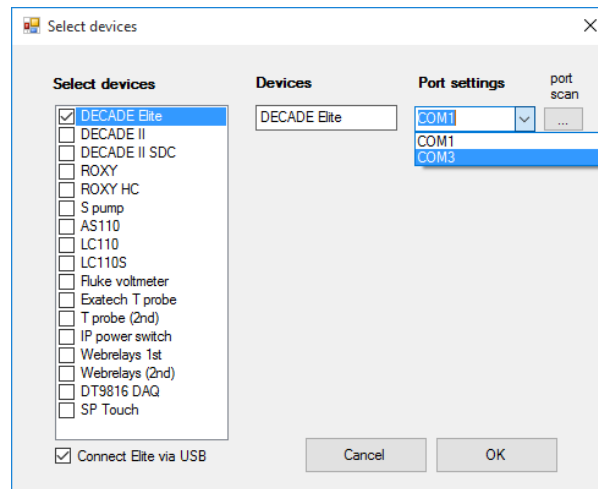 Select devices
Select devices
Devices
Port settings
port
scan
DECADE Elite
DECADE II
DECADE II SDC
ROXY
ROXY HC
S pump
AS110
LC110
LC110S
Fluke voltmeter
Exatech T probe
T probe (2nd)
IP power switch
Webrelays 1st
Webrelays (2nd)
DT9816 DAQ
SP Touch
DECADE Elite
COM1
...
COM1
COM3
Connect Elite via USB
Cancel
OK